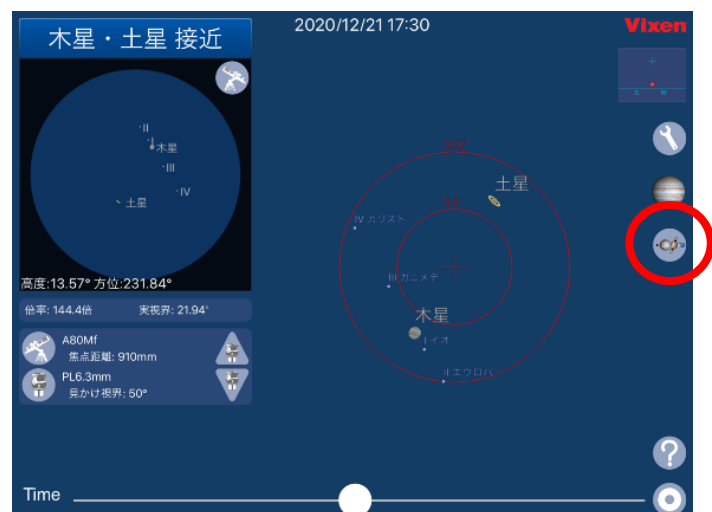 木星・土星 接近
2020/12/21 17:30
Vixen
S W
II
木星
III
IV
土星
高度:13.57° 方位:231.84°
倍率: 144.4倍 実視界: 21.94'
A80Mf
焦点距離: 910mm
PL6.3mm
見かけ視界: 50°
土星
IV カリスト
III ガニメデ
木星
I イオ
II エウロパ
?
Time